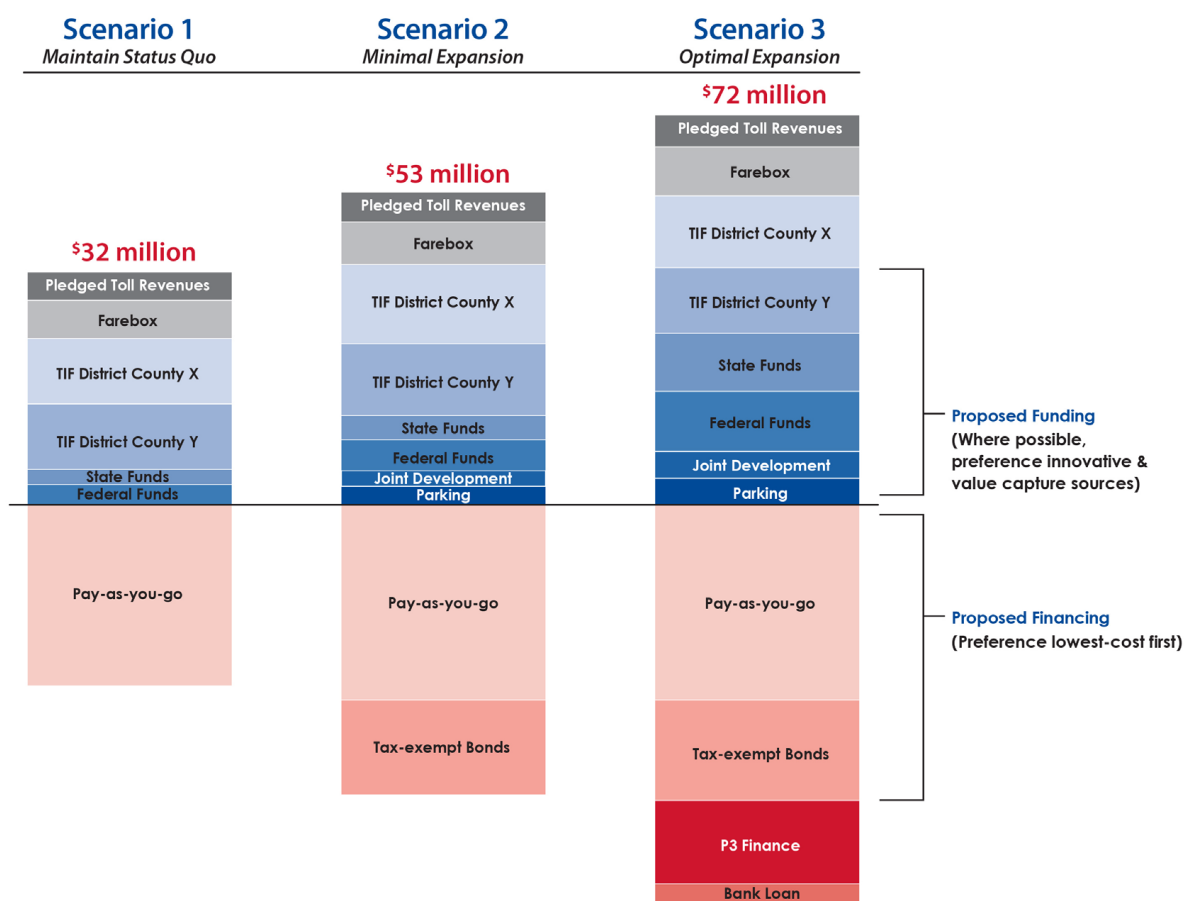 Scenario 1
Maintain Status Quo
Scenario 2
Minimal Expansion
Scenario 3
Optimal Expansion
$32 million
Pledged Toll Revenues
Farebox
TIF District County X
TIF District County Y
State Funds
Federal Funds
Pay-as-you-go
$53 million
Pledged Toll Revenues
Farebox
TIF District County X
TIF District County Y
State Funds
Federal Funds
Joint Development
Parking
Pay-as-you-go
Tax-exempt Bonds
$72 million
Pledged Toll Revenues
Farebox
TIF District County X
TIF District County Y
State Funds
Federal Funds
Joint Development
Parking
Pay-as-you-go
Tax-exempt Bonds
P3 Finance
Bank Loan
Proposed Funding
(Where possible,
preference innovative &
value capture sources)
Proposed Financing
(Preference lowest-cost first)